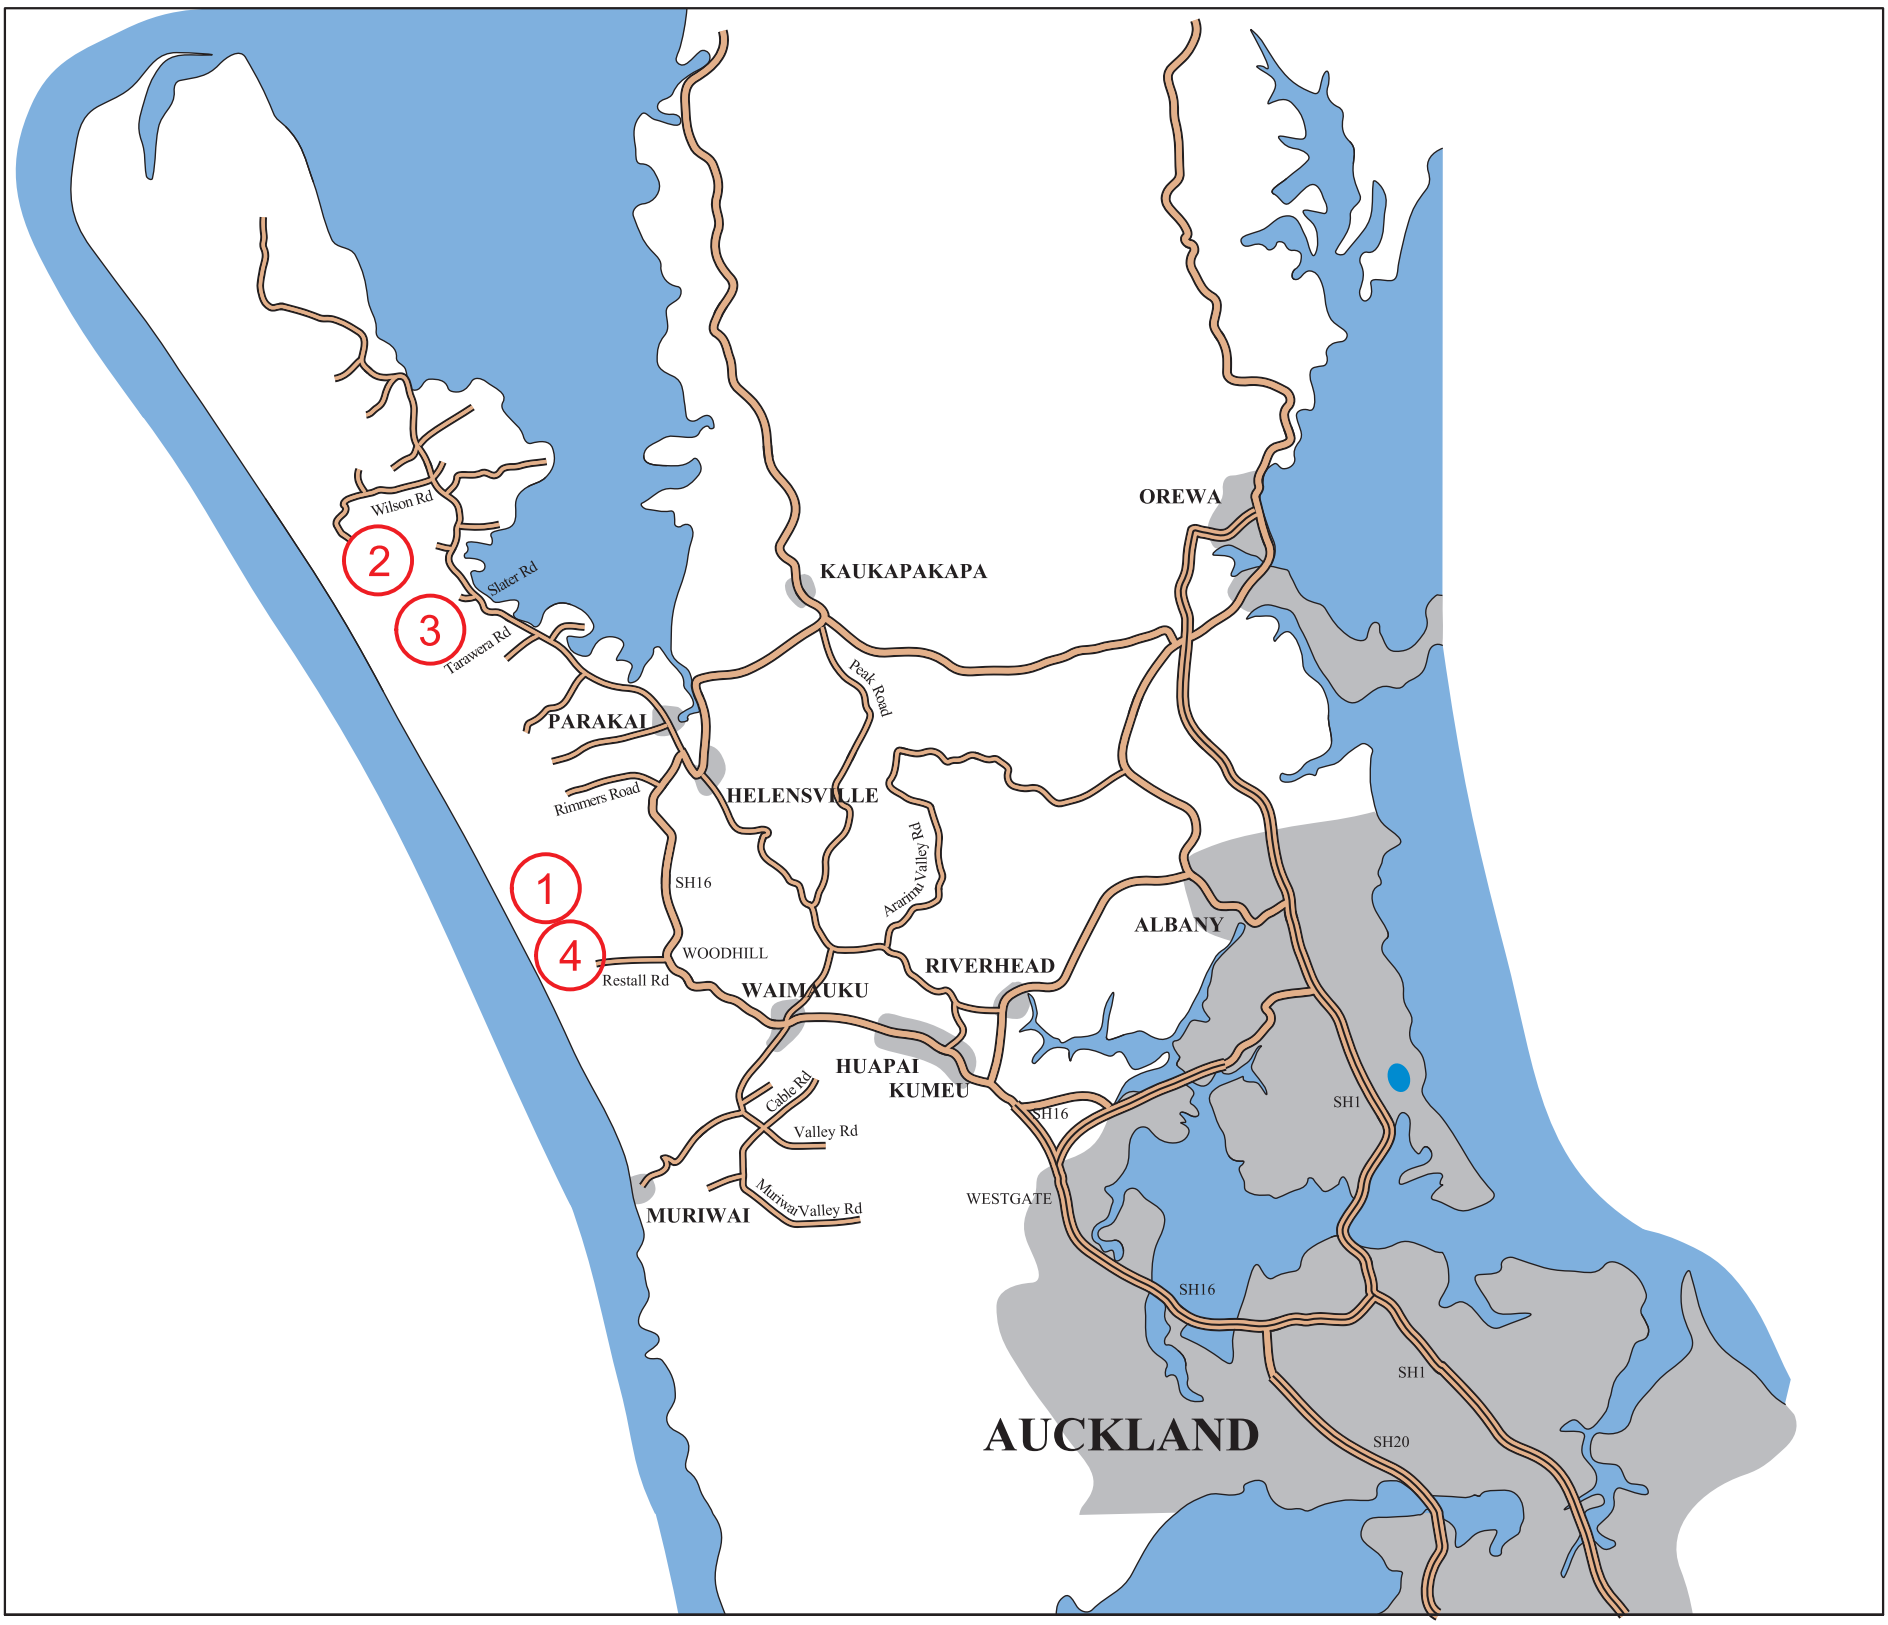 OREWA
Wilson Rd
2
KAUKAPAKAPA
Slater Rd
3
Tarawera Rd
Peak Road
PARAKAI
Rimmers Road
HELENSVILLE
Ararimu Valley Rd
1
SH16
ALBANY
4
WOODHILL
Restall Rd
RIVERHEAD
WAIMAUKU
HUAPAI
KUMEU
Cable Rd
SH16
SH1
Valley Rd
WESTGATE
Muriwai Valley Rd
MURIWAI
SH16
SH1
AUCKLAND
SH20